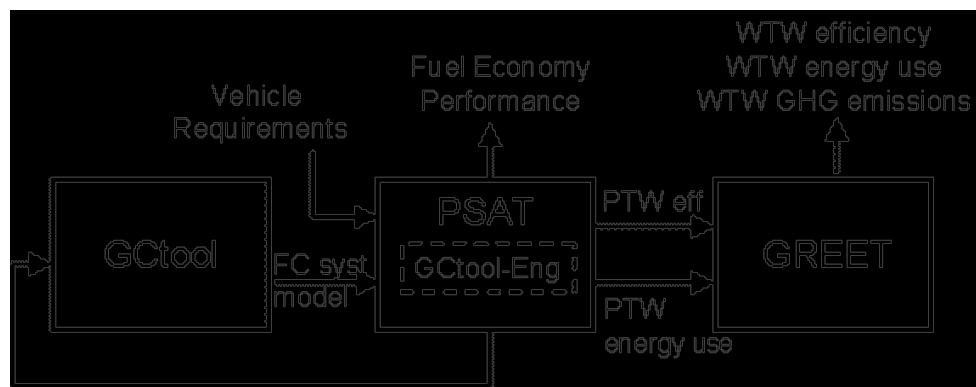 WTW efficiency
WTW energy use
WTW GHG emissions
Fuel Economy
Performance
Vehicle
Requirements
GCtool
FC syst
model
PSAT
GCtool-Eng
PTW eff
PTW
energy use
GREET